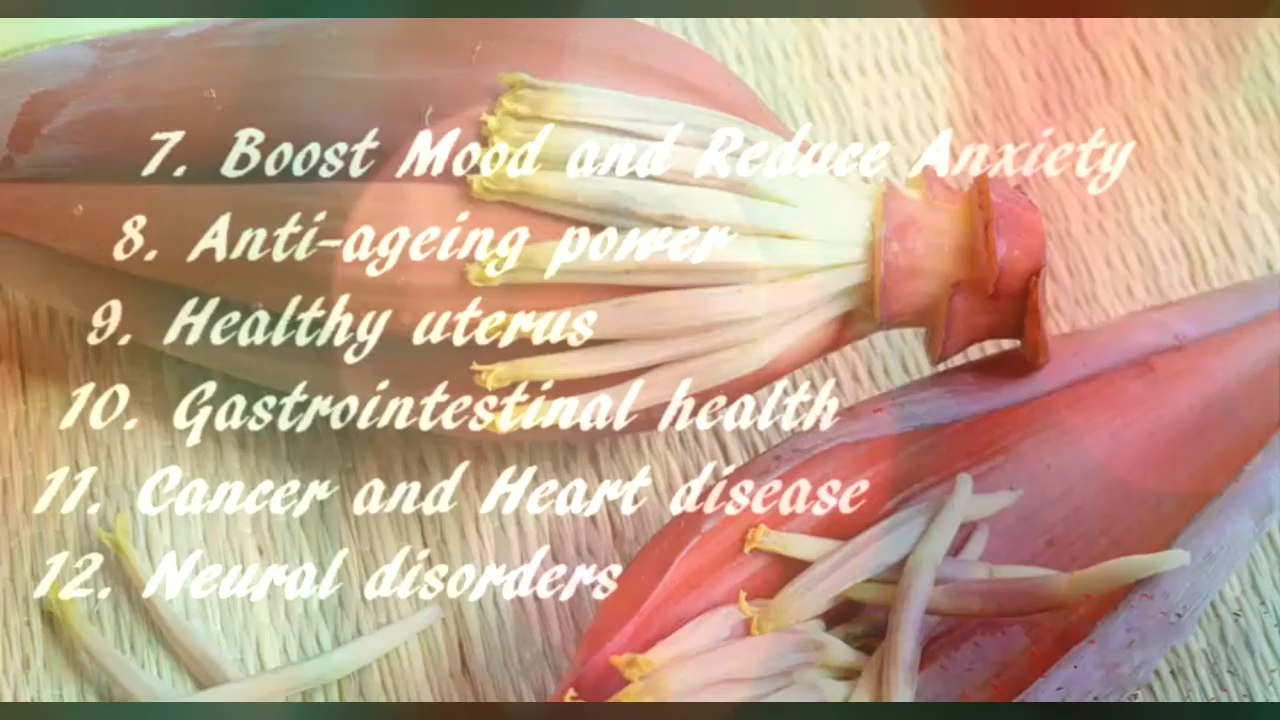 7. Boost Mood and Reduce Anxiety
8. Anti-ageing power
9. Healthy uterus
10. Gastrointestinal health
11. Cancer and Heart disease
12. Neural disorders